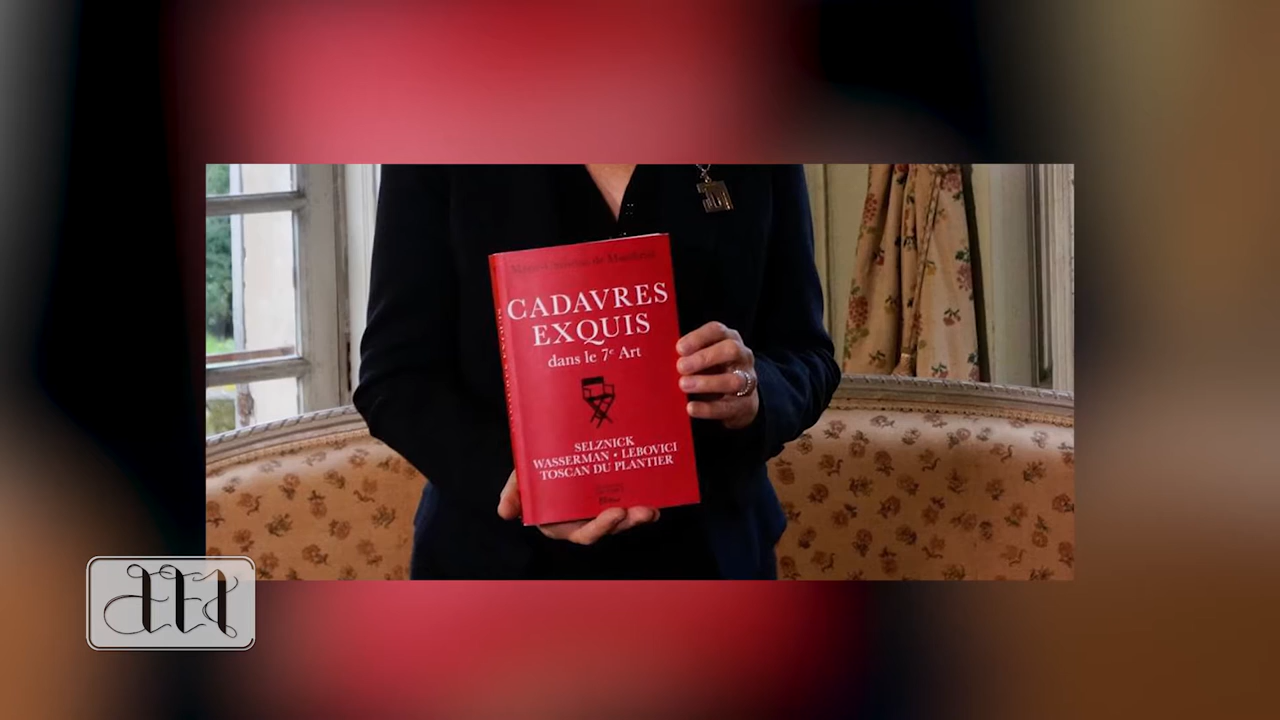 CADAVRES
EXQUIS
dans le 7e Art
SELZNICK
WASSERMAN • LEBOVICI
TOSCAN DU PLANTIER